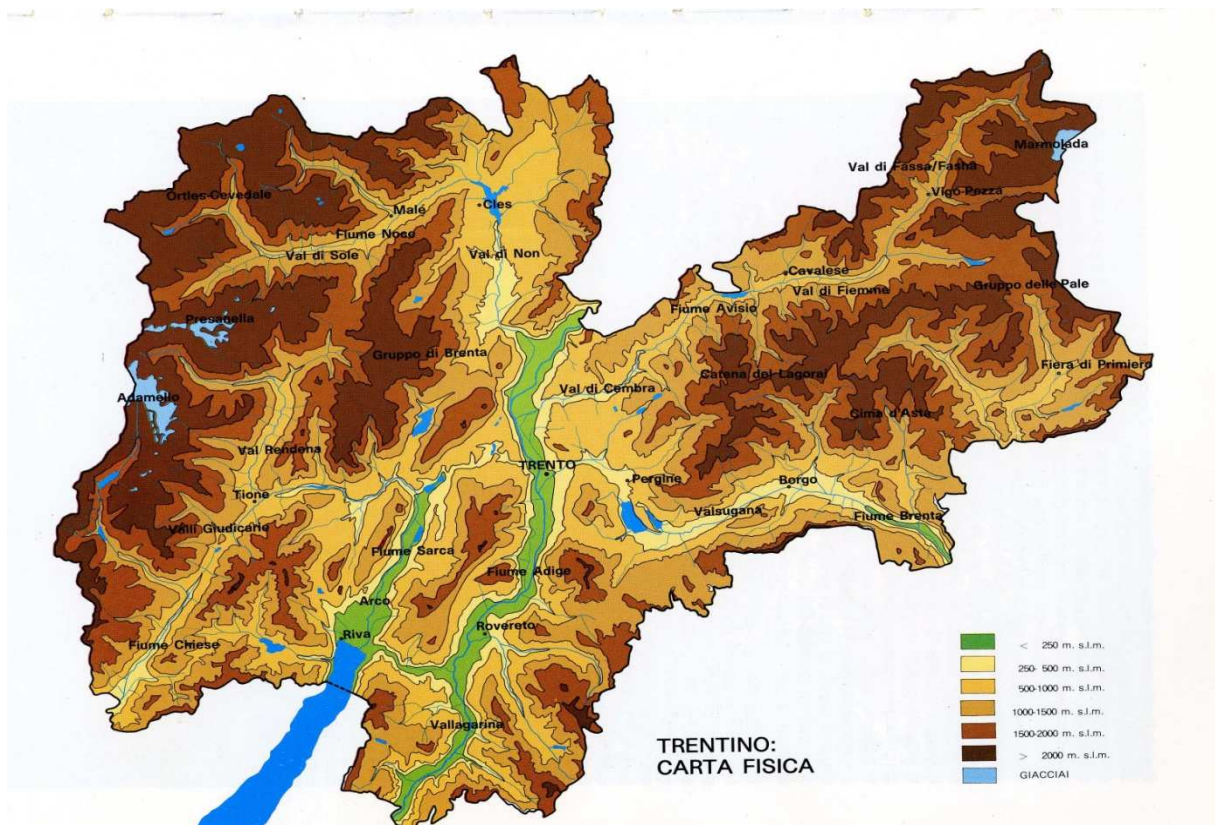 Marmolada
Val di Fassa/Fasha
Ortles-Cevedale
Vigo-Pozza
Cles
Malé
Fiume Noce
Val di Sole
Val di Non
Cavalese
Gruppo delle Pale
Val di Fiemme
Fiume Avisio
Presanella
Gruppo di Brenta
Fiera di Primiero
Catena del Lagorai
Val di Cembra
Adamello
Cima d'Asta
Val Rendena
TRENTO
Pergine
Borgo
Tione
Valsugana
Fiume Brenta
Valli Giudicarie
Fiume Sarca
Fiume Adige
Arco
Rovereto
Riva
Fiume Chiese
Vallagarina
TRENTINO:
CARTA FISICA
< 250 m. s.l.m.
250- 500 m. s.l.m.
500-1000 m. s.l.m.
1000-1500 m. s.l.m.
1500-2000 m. s.l.m.
> 2000 m. s.l.m.
GIACCIAI